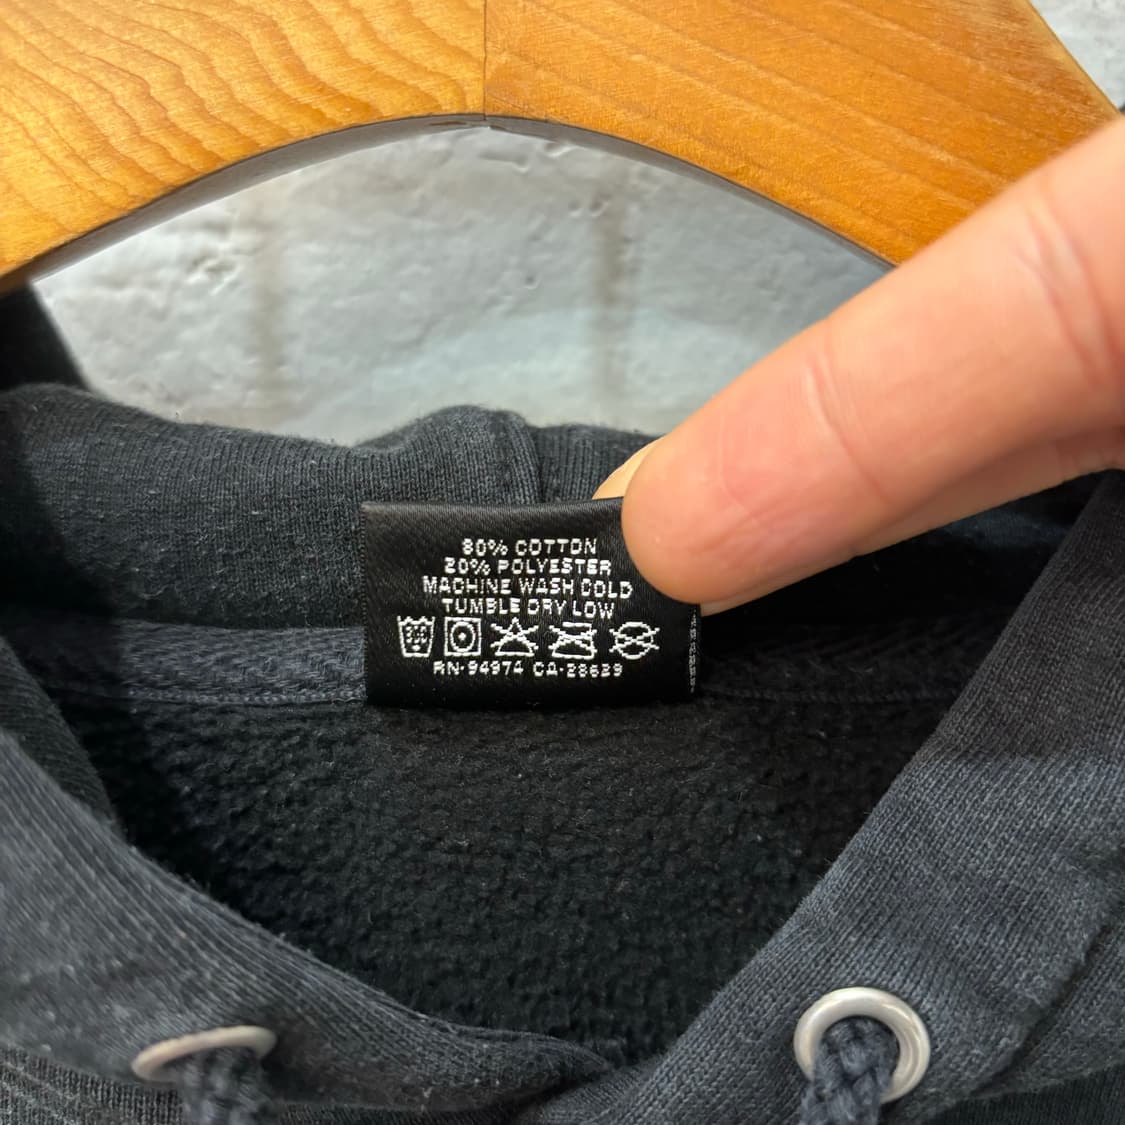 80% COTTON
20% POLYESTER
MACHINE WASH COLD
TUMBLE DRY LOW
RN-94974 CA-28639